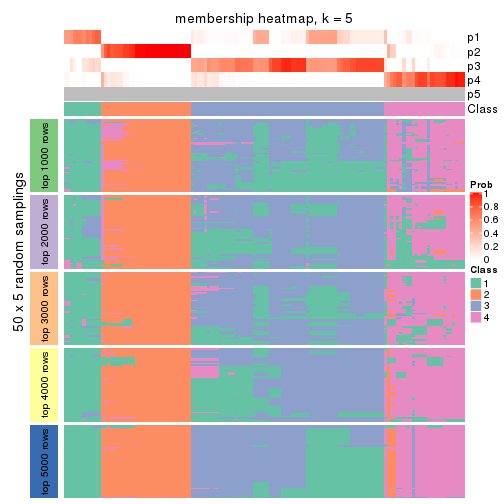 membership heatmap, k = 5
p1
p2
p3
p4
p5
Class
50 x 5 random samplings
top 1000 rows
top 2000 rows
top 3000 rows
top 4000 rows
top 5000 rows
Prob
1
0.8
0.6
0.4
0.2
0
Class
1
2
3
4